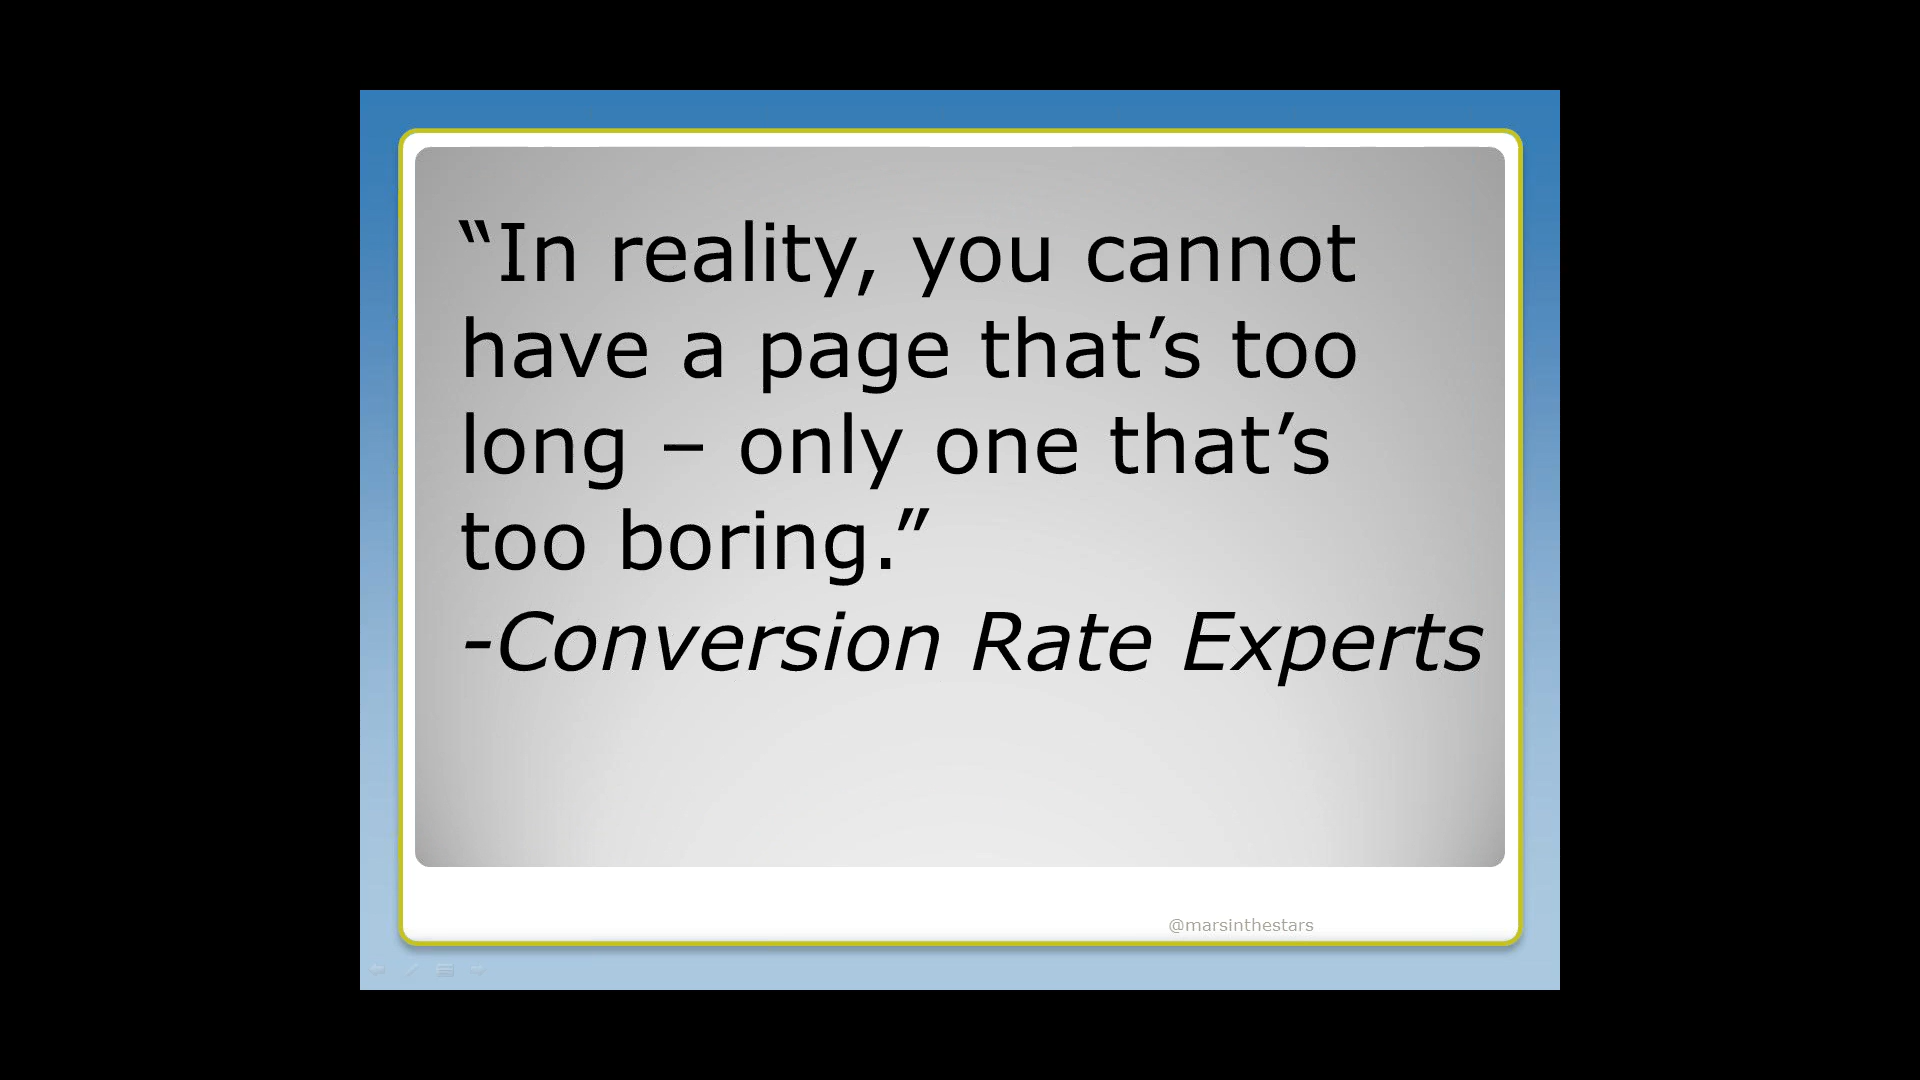 “In reality, you cannot
have a page that’s too
long – only one that’s
too boring.”
-Conversion Rate Experts
@marsinthestars